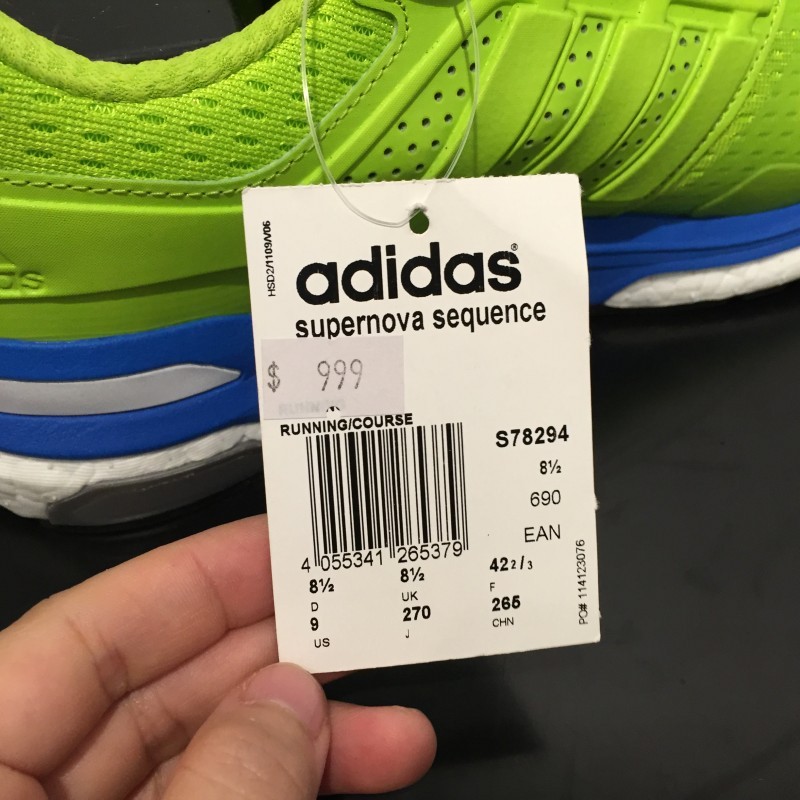 HSD2/1109/V06
adidas®
supernova sequence
$ 999
RUNNING/COURSE
S78294
8½
690
EAN
4 055341 265379
8½ 8½ 42 2/3
D UK F
9 270 265
US J CHN
PO# 114123076